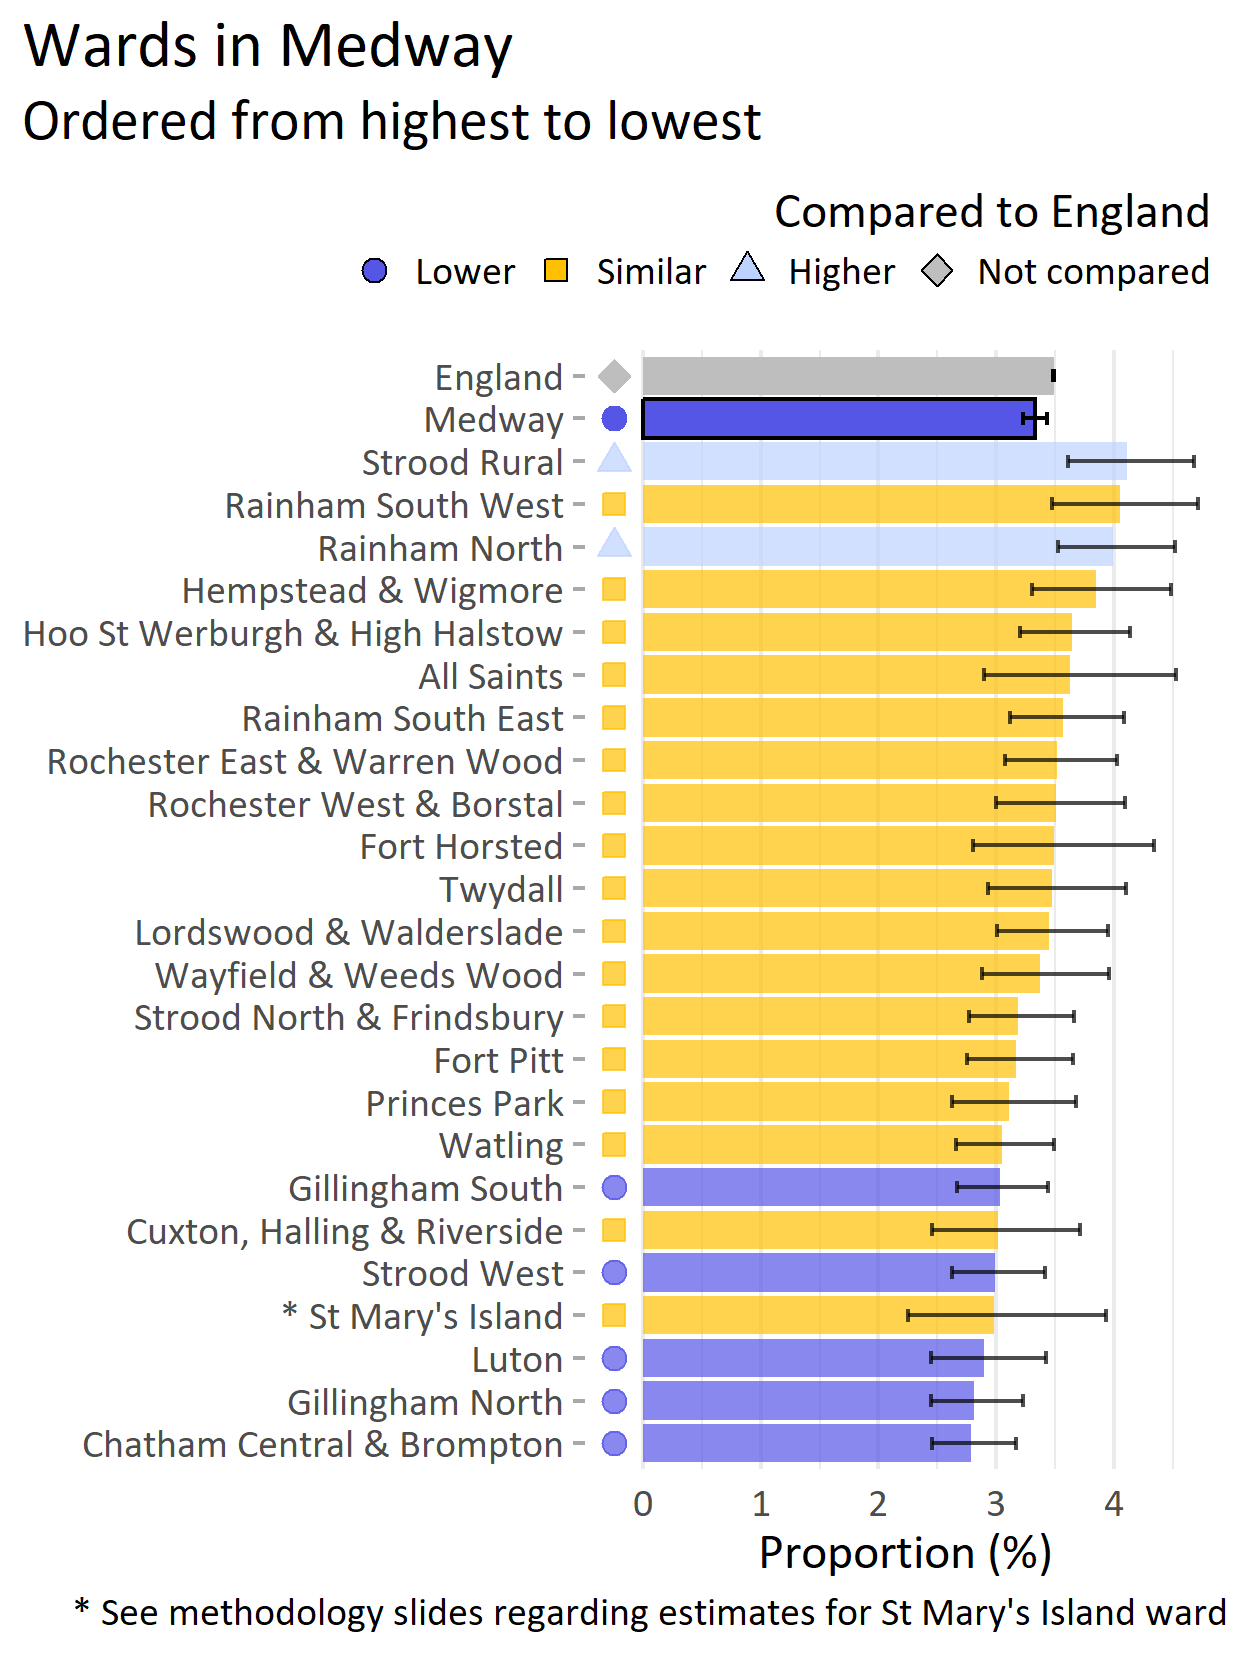 Wards in Medway
Ordered from highest to lowest
Compared to England
Lower Similar Higher Not compared
England
Medway
Strood Rural
Rainham South West
Rainham North
Hempstead & Wigmore
Hoo St Werburgh & High Halstow
All Saints
Rainham South East
Rochester East & Warren Wood
Rochester West & Borstal
Fort Horsted
Twydall
Lordswood & Walderslade
Wayfield & Weeds Wood
Strood North & Frindsbury
Fort Pitt
Princes Park
Watling
Gillingham South
Cuxton, Halling & Riverside
Strood West
* St Mary's Island
Luton
Gillingham North
Chatham Central & Brompton
0 1 2 3 4
Proportion (%)
* See methodology slides regarding estimates for St Mary's Island ward